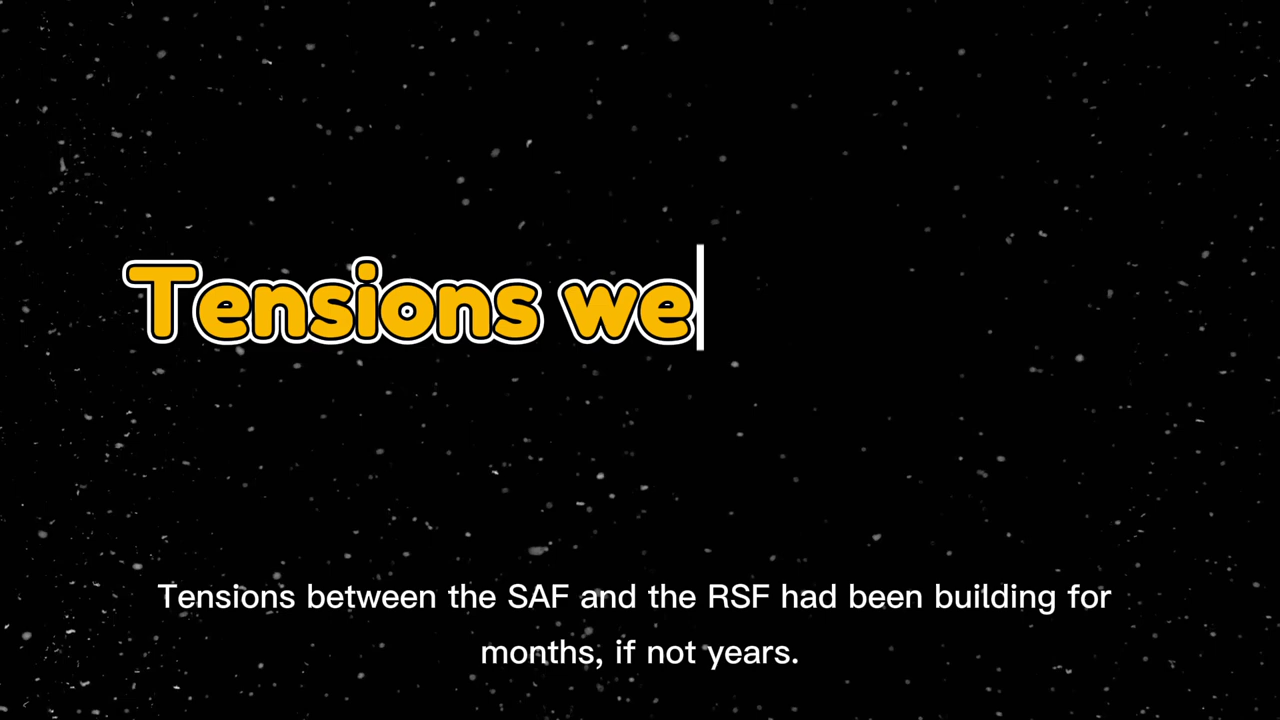 Tensions we
Tensions between the SAF and the RSF had been building for
months, if not years.